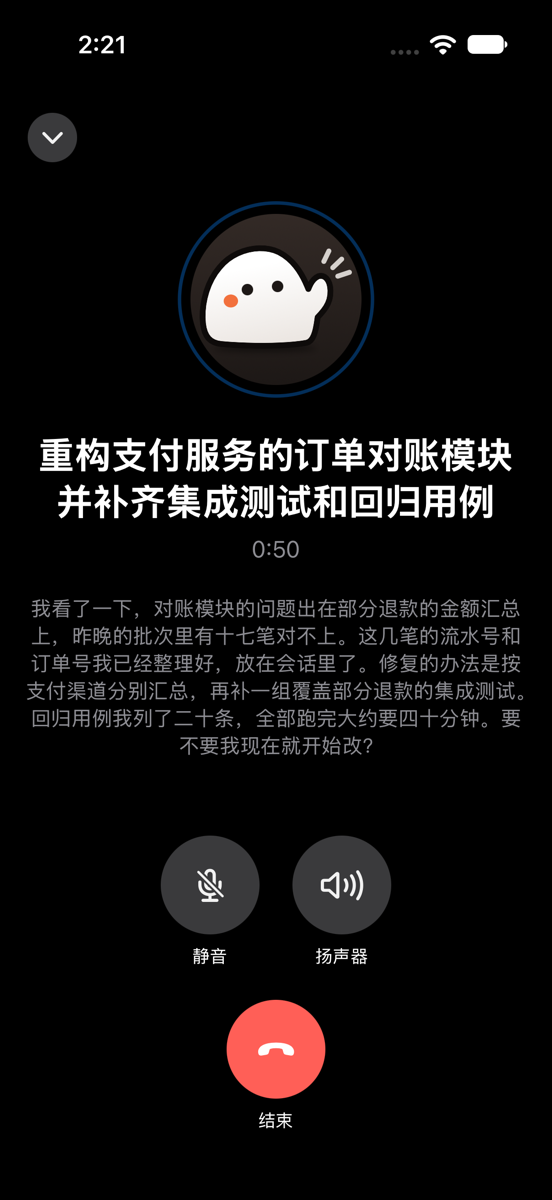 2:21
重构支付服务的订单对账模块
并补齐集成测试和回归用例
0:50
我看了一下，对账模块的问题出在部分退款的金额汇总
上，昨晚的批次里有十七笔对不上。这几笔的流水号和
订单号我已经整理好，放在会话里了。修复的办法是按
支付渠道分别汇总，再补一组覆盖部分退款的集成测试。
回归用例我列了二十条，全部跑完大约要四十分钟。要
不要我现在就开始改?
静音
扬声器
结束